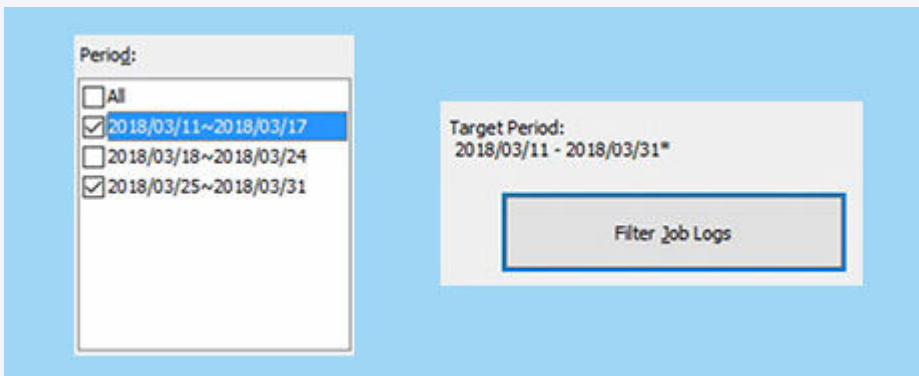 Period:
All
2018/03/11~2018/03/17
2018/03/18~2018/03/24
2018/03/25~2018/03/31
Target Period:
2018/03/11 - 2018/03/31*
Filter Job Logs